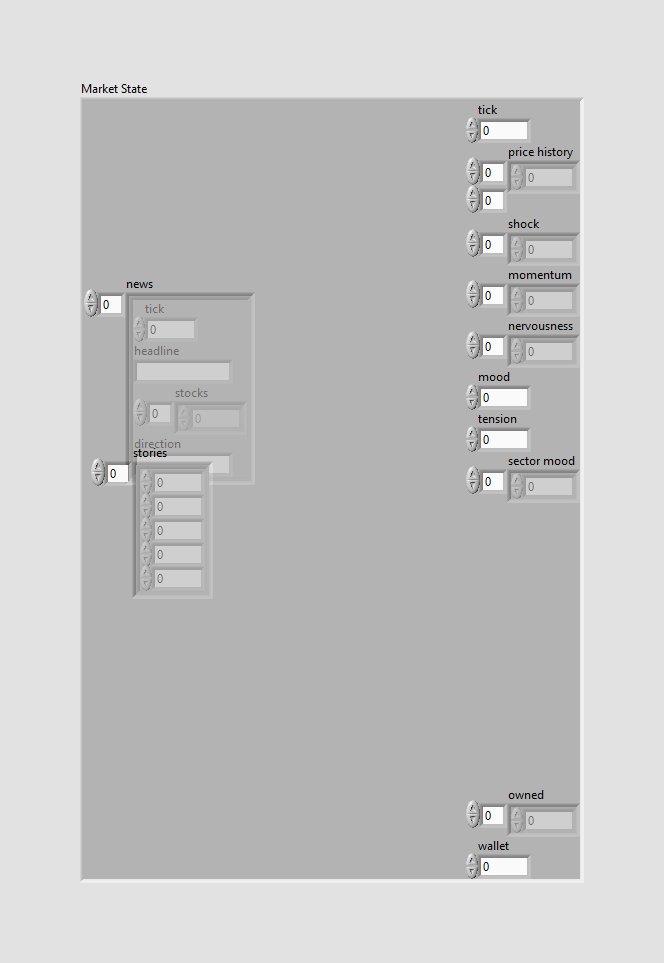 Market State
tick
0
price history
0
0
0
shock
0
0
momentum
0
0
nervousness
0
0
mood
0
tension
0
sector mood
0
0
news
0
tick
0
headline
stocks
0
0
direction
stories
0
0
0
0
0
0
owned
0
0
wallet
0